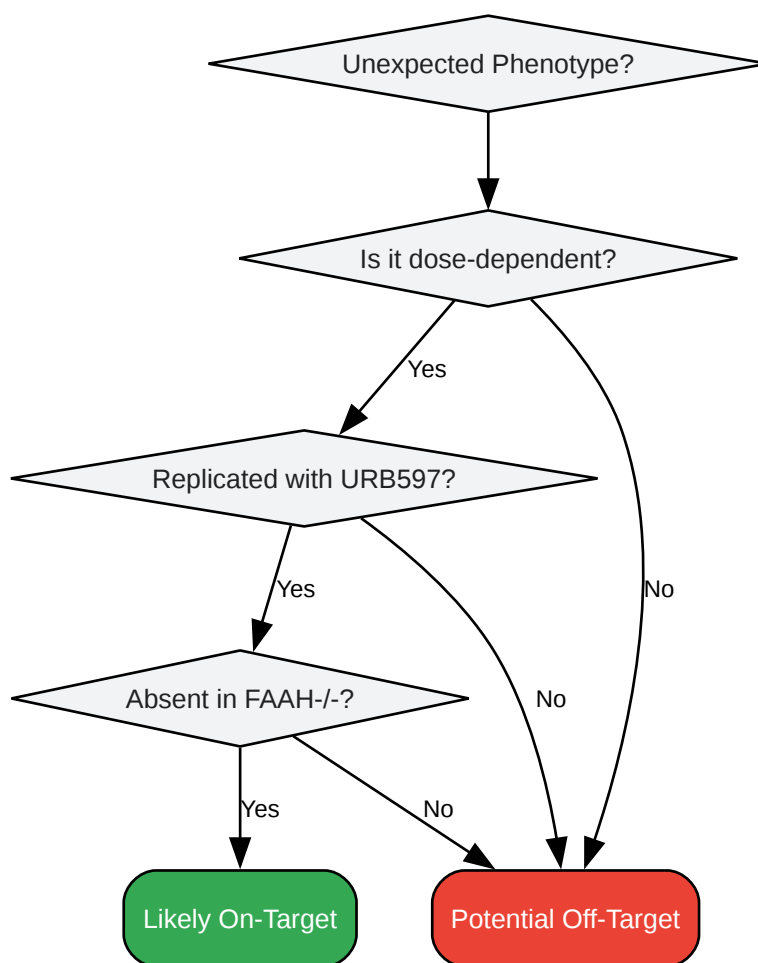 Unexpected Phenotype?
Is it dose-dependent?
Yes
Replicated with URB597?
Yes
No
Absent in FAAH-/-?
No
Yes
No
Likely On-Target
Potential Off-Target